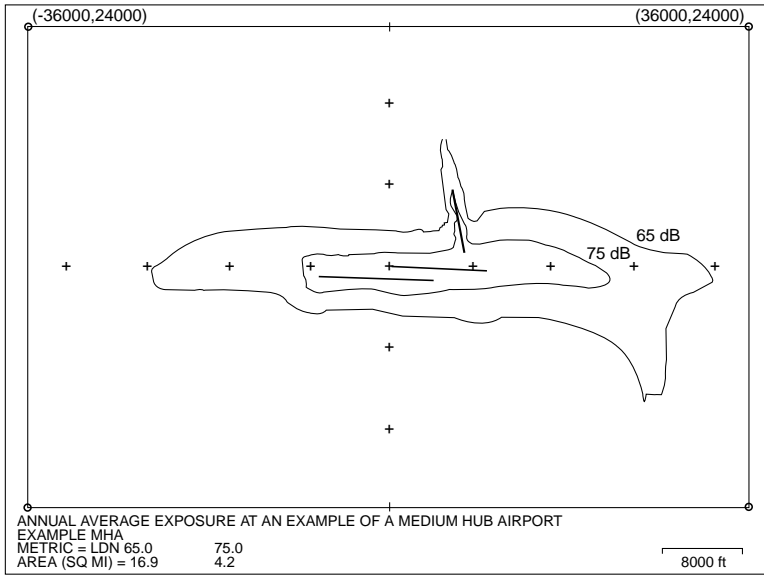 (-36000,24000) (36000,24000)
65 dB
75 dB
ANNUAL AVERAGE EXPOSURE AT AN EXAMPLE OF A MEDIUM HUB AIRPORT
EXAMPLE MHA
METRIC = LDN 65.0 75.0
AREA (SQ MI) = 16.9 4.2
8000 ft